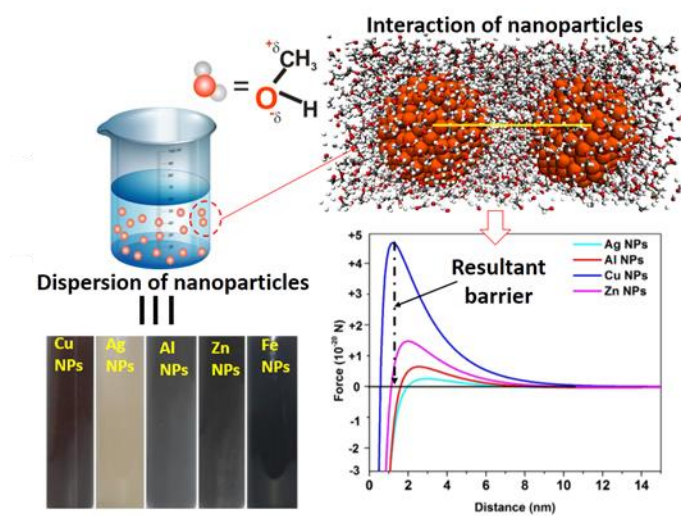 Interaction of nanoparticles
+δ
CH₃
=
O
H
-δ
Dispersion of nanoparticles
Cu NPs
Ag NPs
Al NPs
Zn NPs
Fe NPs
+5
+4
+3
+2
+1
0
-1
-2
-3
Force (10⁻²⁰ N)
Ag NPs
Al NPs
Cu NPs
Zn NPs
Resultant
barrier
0 2 4 6 8 10 12 14
Distance (nm)